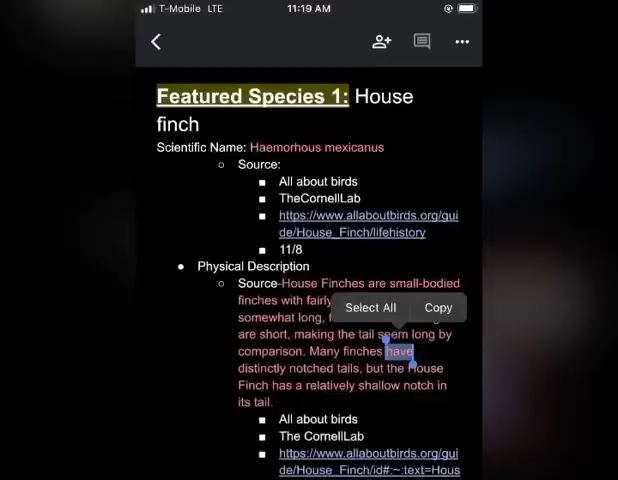 T-Mobile LTE 11:19 AM
Featured Species 1: House
finch
Scientific Name: Haemorhous mexicanus
Source:
All about birds
TheCornellLab
https://www.allaboutbirds.org/gui
de/House_Finch/lifehistory
11/8
Physical Description
Source-House Finches are small-bodied
finches with fairly
Select All Copy
somewhat long, f
are short, making the tail seem long by
comparison. Many finches have
distinctly notched tails, but the House
Finch has a relatively shallow notch in
its tail.
All about birds
The CornellLab
https://www.allaboutbirds.org/gui
de/House_Finch/id#:~:text=Hous